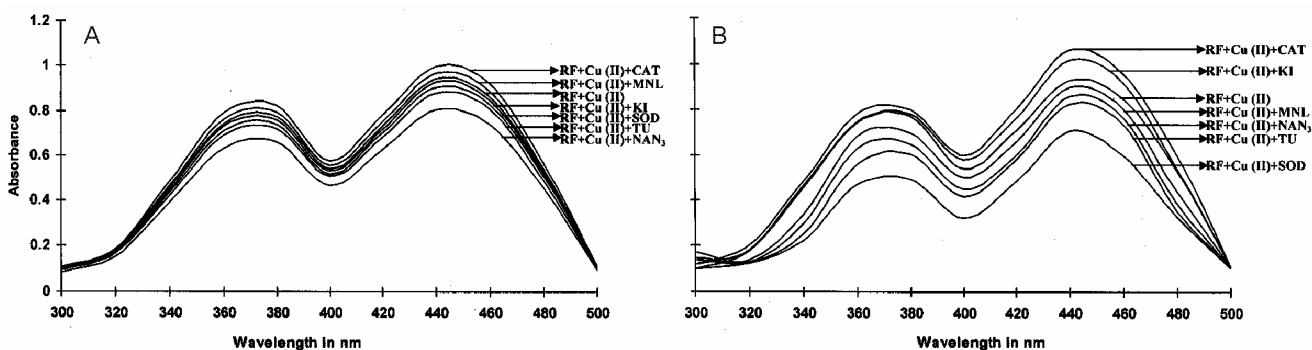 A
Absorbance
1.2
1
0.8
0.6
0.4
0.2
0
RF+Cu (II)+CAT
RF+Cu (II)+MNL
RF+Cu (II)
RF+Cu (II)+KI
RF+Cu (II)+SOD
RF+Cu (II)+TU
RF+Cu (II)+NAN₃
300 320 340 360 380 400 420 440 460 480 500
Wavelength in nm
B
RF+Cu (II)+CAT
RF+Cu (II)+KI
RF+Cu (II)
RF+Cu (II)+MNL
RF+Cu (II)+NAN₃
RF+Cu (II)+TU
RF+Cu (II)+SOD
300 320 340 360 380 400 420 440 460 480 500
Wavelength in nm